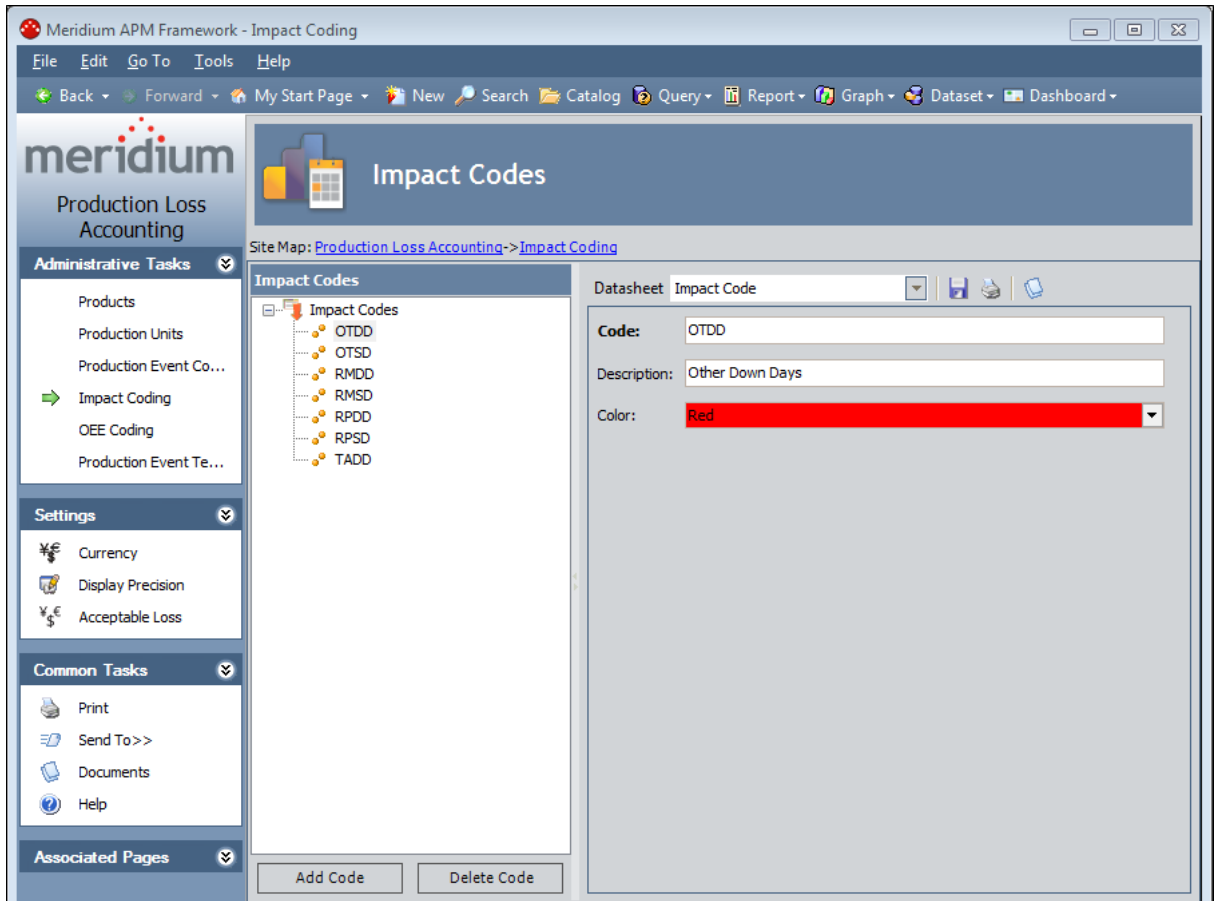 Meridium APM Framework - Impact Coding
File Edit Go To Tools Help
Back Forward My Start Page New Search Catalog Query Report Graph Dataset Dashboard
meridium
Production Loss
Accounting
Administrative Tasks
Products
Production Units
Production Event Co...
Impact Coding
OEE Coding
Production Event Te...
Settings
Currency
Display Precision
Acceptable Loss
Common Tasks
Print
Send To>>
Documents
Help
Associated Pages
Impact Codes
Site Map: Production Loss Accounting->Impact Coding
Impact Codes
Impact Codes
OTDD
OTSD
RMDD
RMSD
RPDD
RPSD
TADD
Add Code Delete Code
Datasheet Impact Code
Code: OTDD
Description: Other Down Days
Color: Red